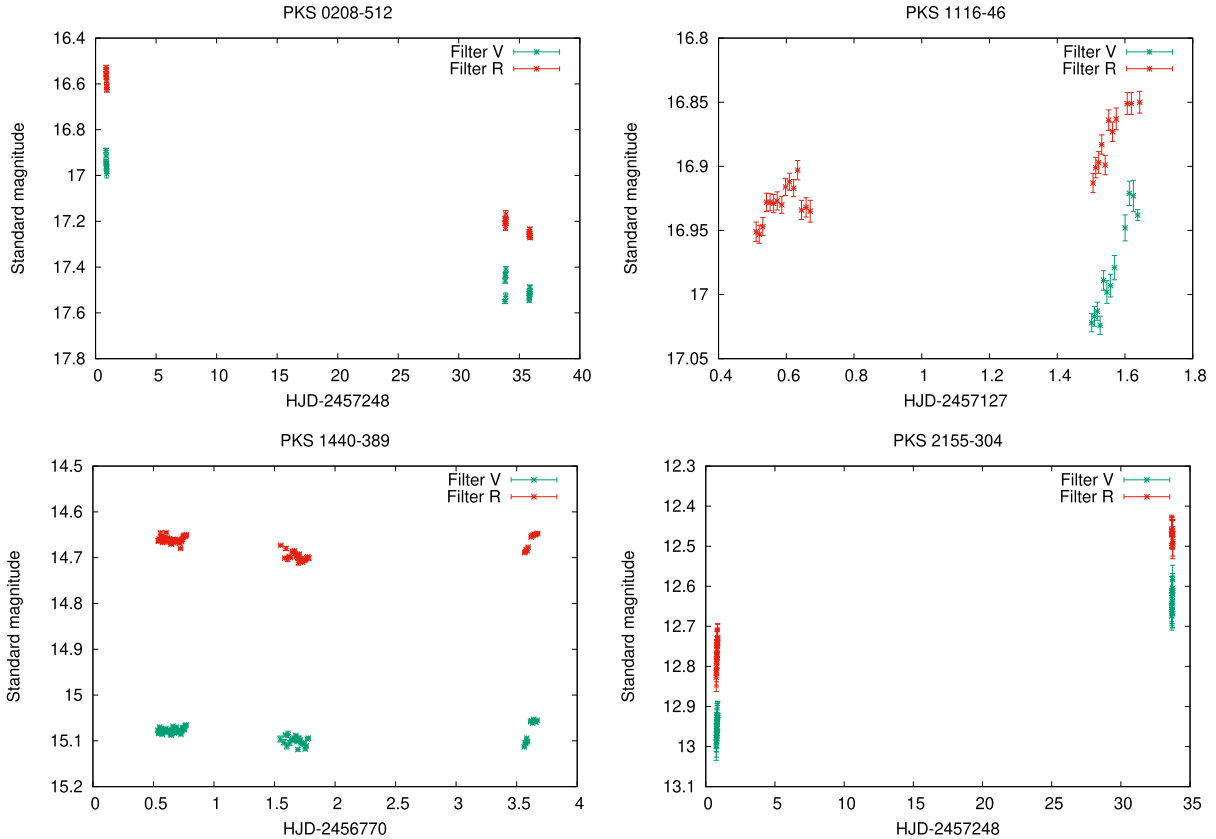 PKS 0208-512
Standard magnitude
16.4
16.6
16.8
17
17.2
17.4
17.6
17.8
Filter V
Filter R
0 5 10 15 20 25 30 35 40
HJD-2457248
PKS 1116-46
Standard magnitude
16.8
16.85
16.9
16.95
17
17.05
Filter V
Filter R
0.4 0.6 0.8 1 1.2 1.4 1.6 1.8
HJD-2457127
PKS 1440-389
Standard magnitude
14.5
14.6
14.7
14.8
14.9
15
15.1
15.2
Filter V
Filter R
0 0.5 1 1.5 2 2.5 3 3.5 4
HJD-2456770
PKS 2155-304
Standard magnitude
12.3
12.4
12.5
12.6
12.7
12.8
12.9
13
13.1
Filter V
Filter R
0 5 10 15 20 25 30 35
HJD-2457248